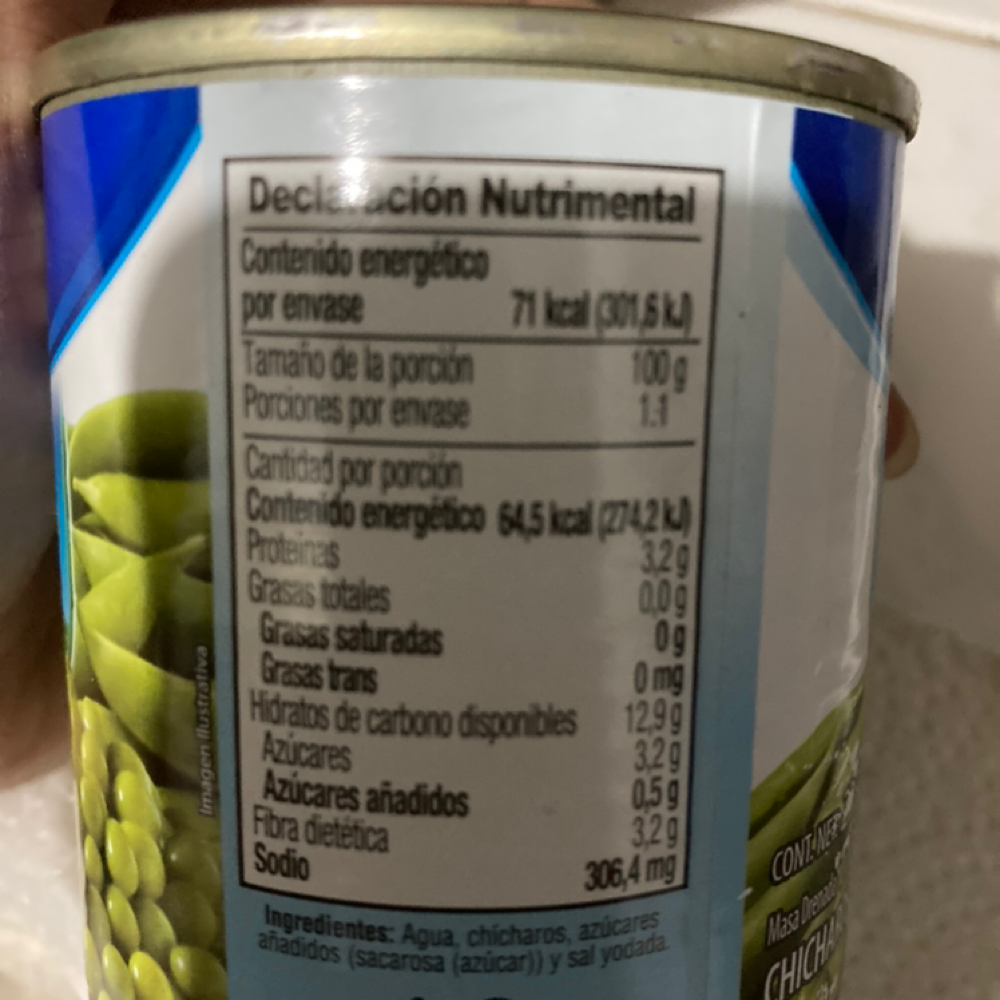 Declaración Nutrimental
Contenido energético
por envase 71 kcal (301,6 kJ)
Tamaño de la porción 100 g
Porciones por envase 1.1
Cantidad por porción
Contenido energético 64,5 kcal (274,2 kJ)
Proteinas 3,2 g
Grasas totales 0,0 g
Grasas saturadas 0 g
Grasas trans 0 mg
Hidratos de carbono disponibles 12,9 g
Azúcares 3,2 g
Azúcares añadidos 0,5 g
Fibra dietética 3,2 g
Sodio 306,4 mg
Ingredientes: Agua, chícharos, azúcares
añadidos (sacarosa (azúcar)) y sal yodada.
Imagen Ilustrativa
CONT. NET
Masa Drenada